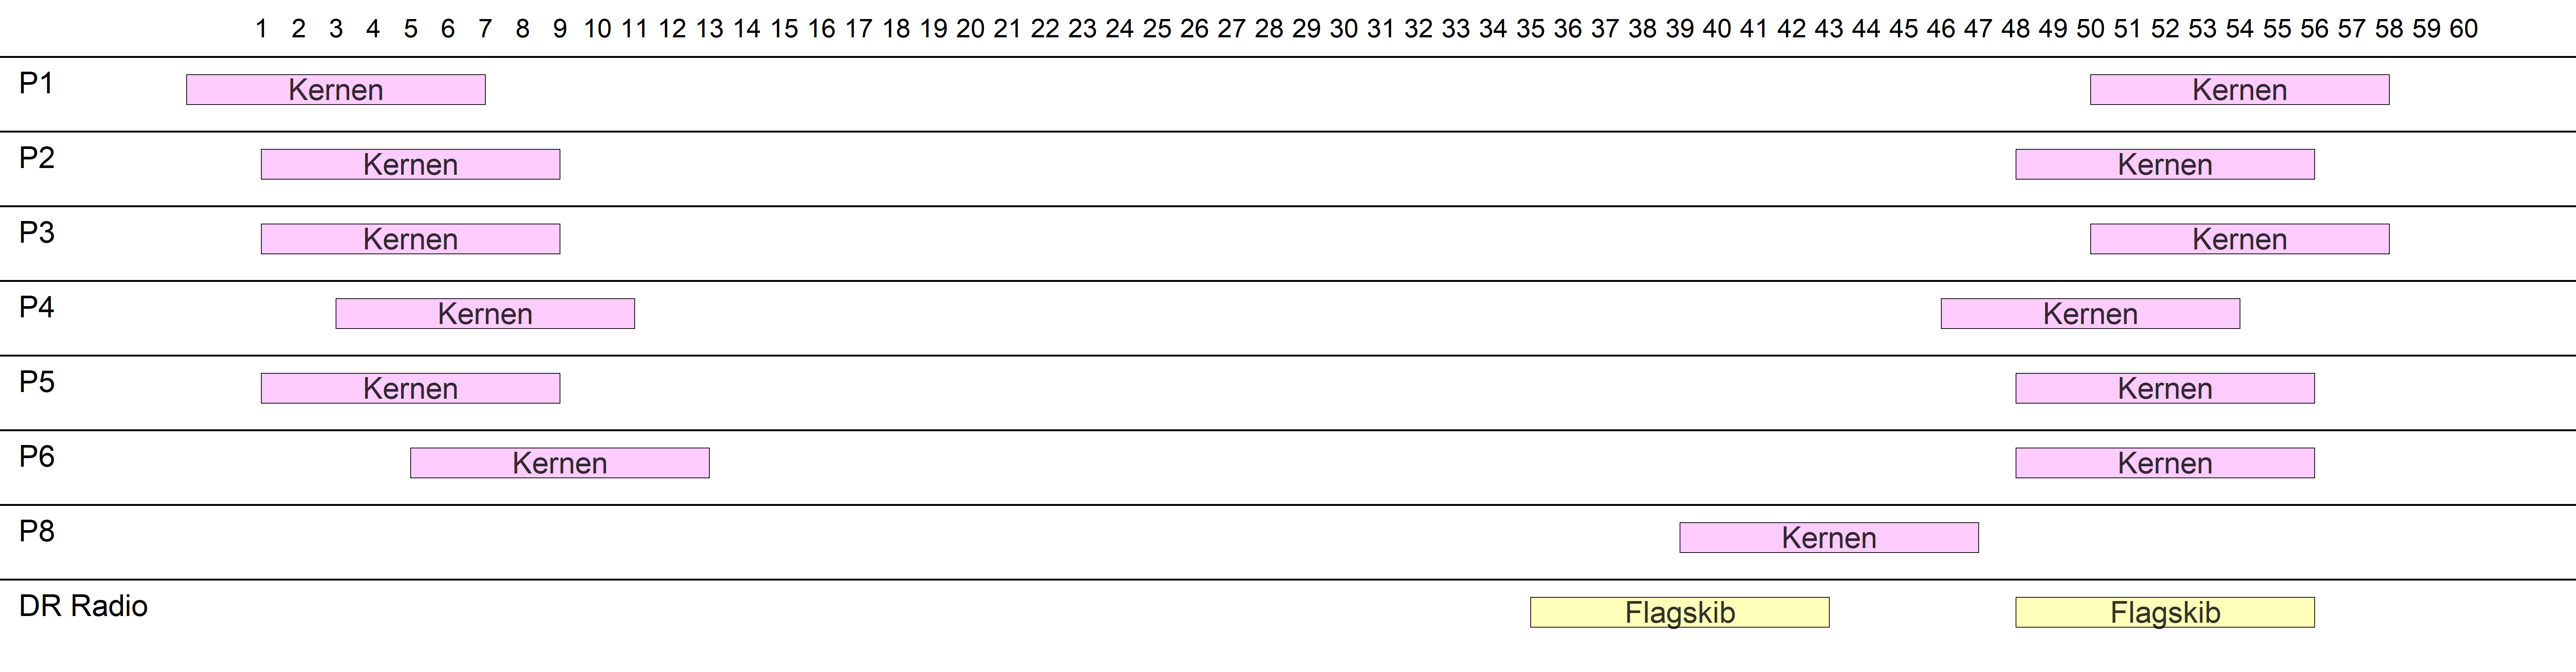 1 2 3 4 5 6 7 8 9 10 11 12 13 14 15 16 17 18 19 20 21 22 23 24 25 26 27 28 29 30 31 32 33 34 35 36 37 38 39 40 41 42 43 44 45 46 47 48 49 50 51 52 53 54 55 56 57 58 59 60
P1 Kernen Kernen
P2 Kernen Kernen
P3 Kernen Kernen
P4 Kernen Kernen
P5 Kernen Kernen
P6 Kernen Kernen
P8 Kernen
DR Radio Flagskib Flagskib